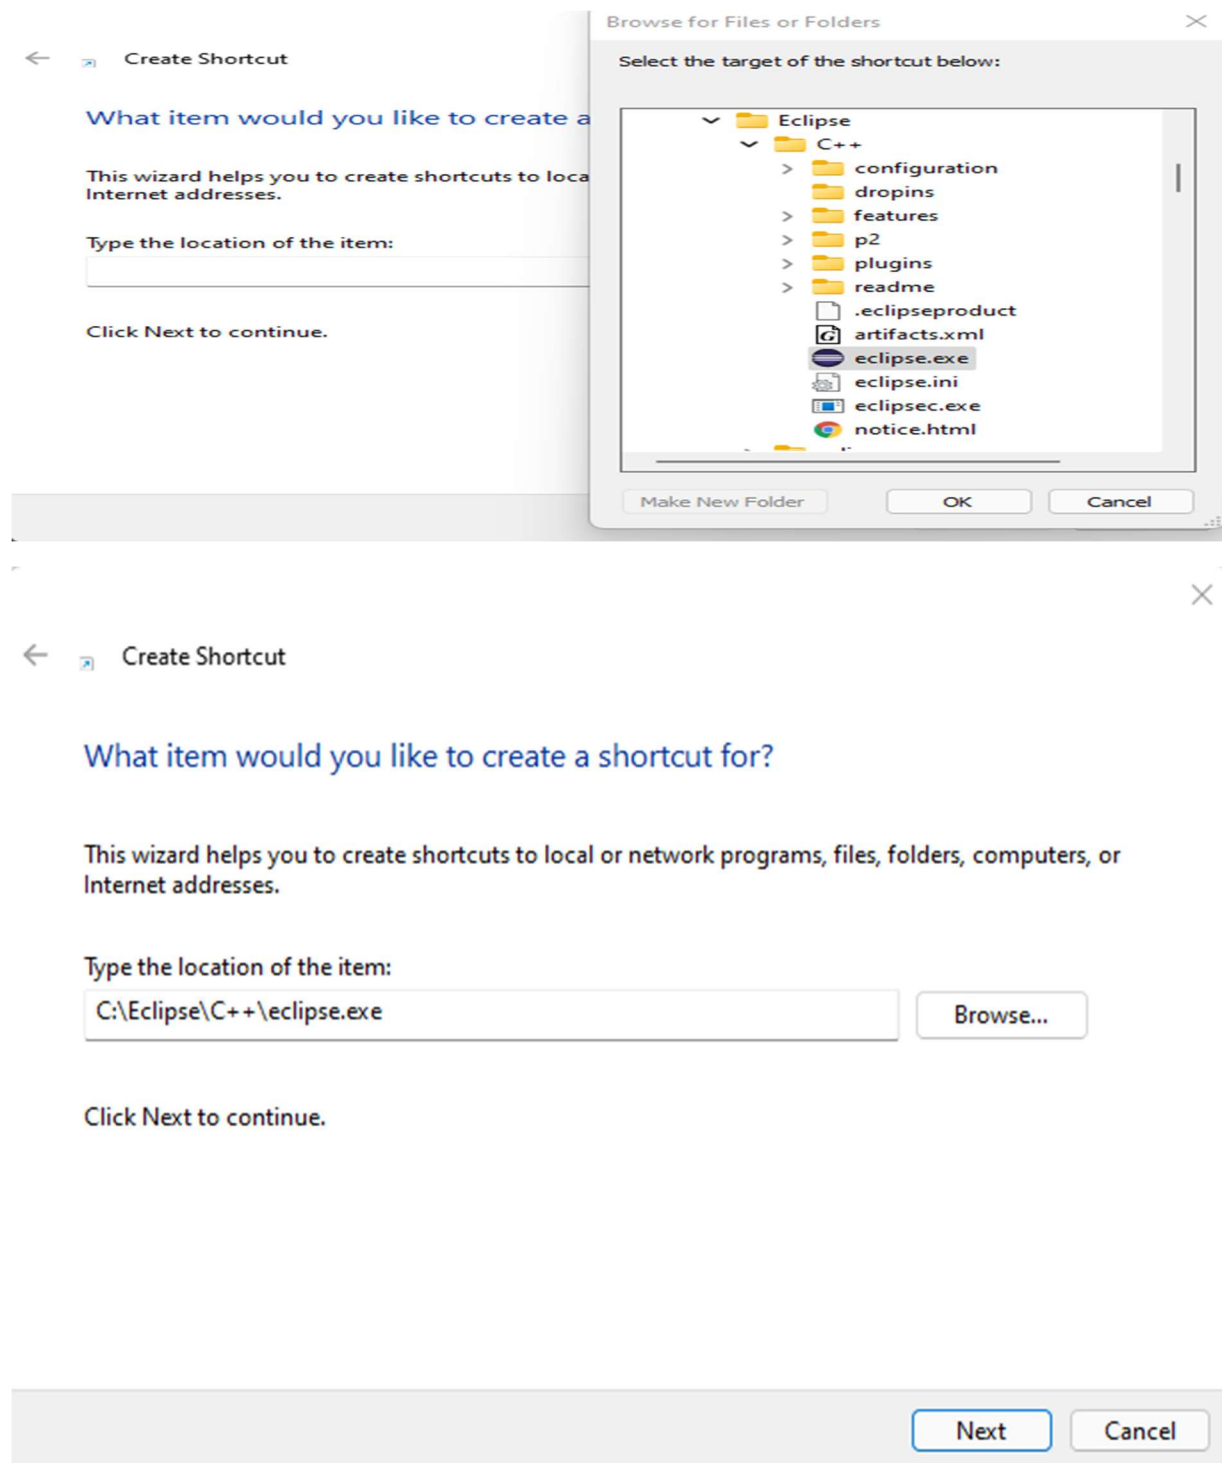 Browse for Files or Folders
Create Shortcut
Select the target of the shortcut below:
What item would you like to create a
This wizard helps you to create shortcuts to loca
Internet addresses.
Type the location of the item:
Click Next to continue.
Eclipse
C++
configuration
dropins
features
p2
plugins
readme
.eclipseproduct
artifacts.xml
eclipse.exe
eclipse.ini
eclipsec.exe
notice.html
Make New Folder
OK
Cancel
Create Shortcut
What item would you like to create a shortcut for?
This wizard helps you to create shortcuts to local or network programs, files, folders, computers, or
Internet addresses.
Type the location of the item:
C:\Eclipse\C++\eclipse.exe
Browse...
Click Next to continue.
Next
Cancel